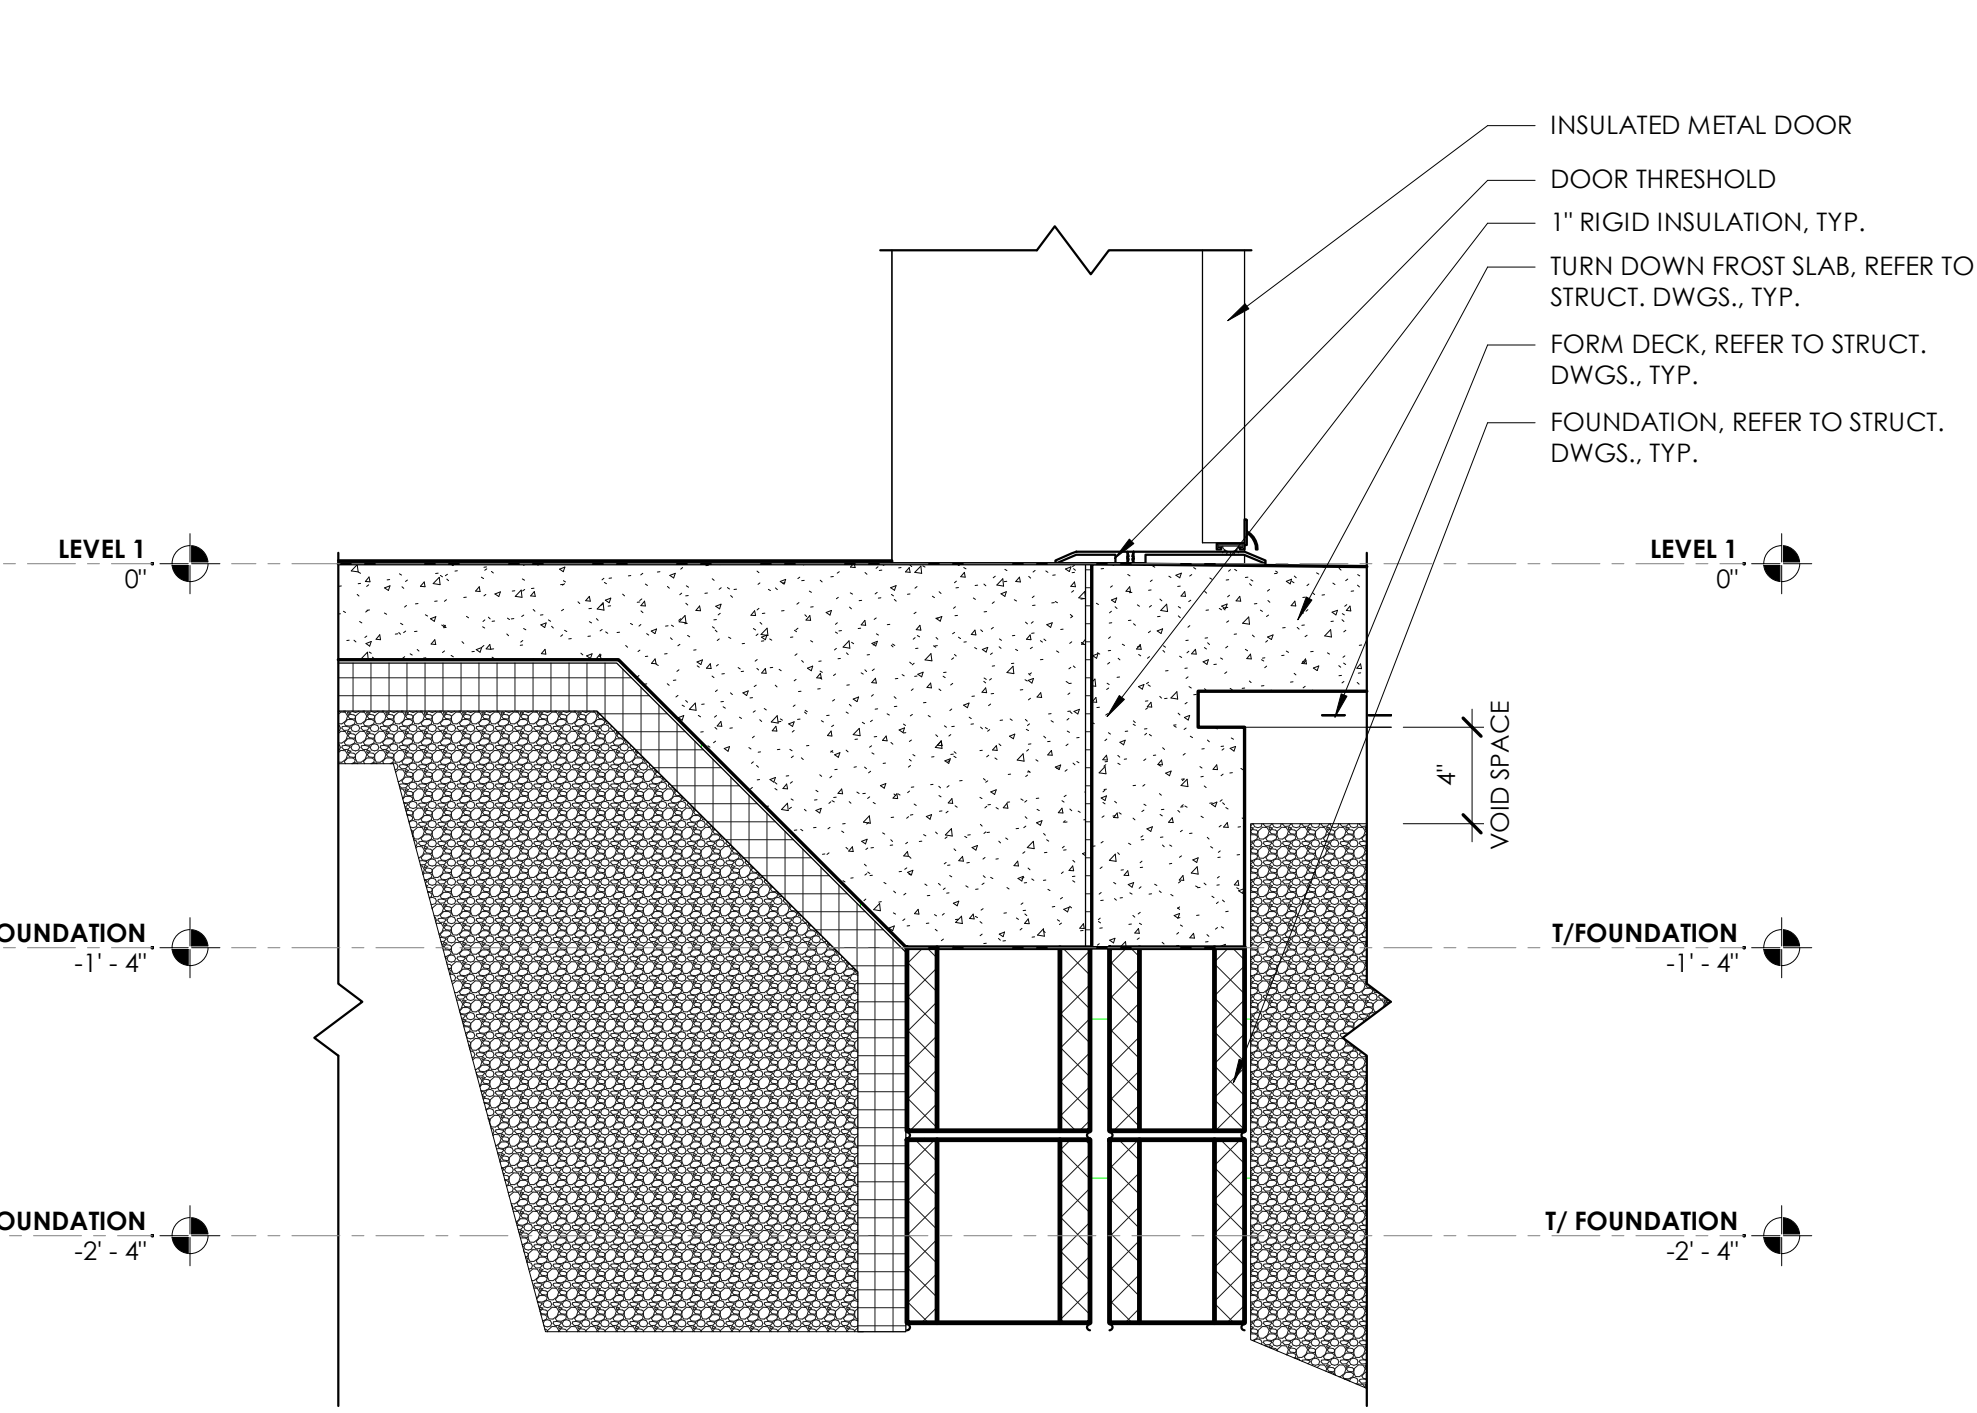 INSULATED METAL DOOR
DOOR THRESHOLD
1" RIGID INSULATION, TYP.
TURN DOWN FROST SLAB, REFER TO
STRUCT. DWGS., TYP.
FORM DECK, REFER TO STRUCT.
DWGS., TYP.
FOUNDATION, REFER TO STRUCT.
DWGS., TYP.
LEVEL 1
0"
LEVEL 1
0"
4"
VOID SPACE
OUNDATION
-1' - 4"
T/FOUNDATION
-1' - 4"
OUNDATION
-2' - 4"
T/ FOUNDATION
-2' - 4"